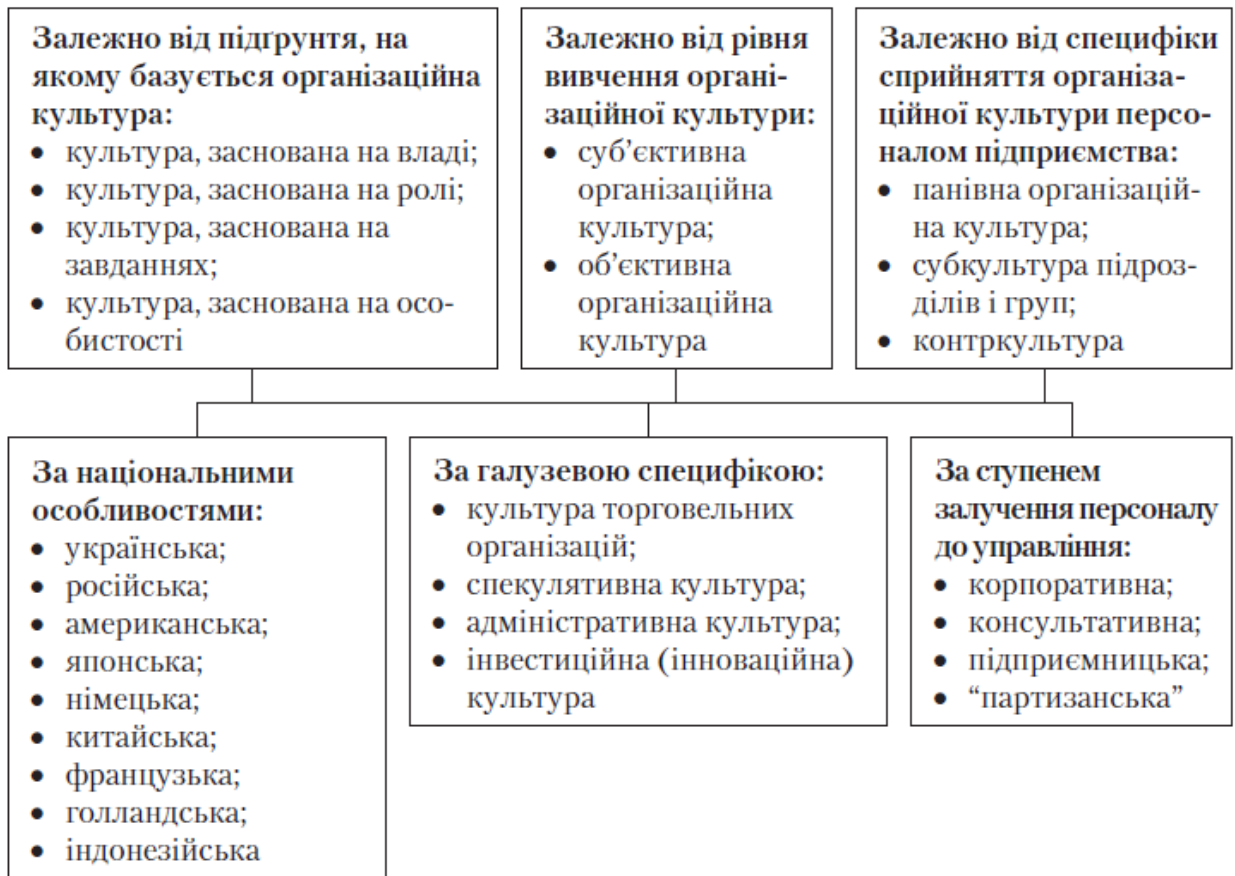 Залежно від підґрунтя, на
якому базується організаційна
культура:
• культура, заснована на владі;
• культура, заснована на ролі;
• культура, заснована на
завданнях;
• культура, заснована на осо-
бистості
Залежно від рівня
вивчення органі-
заційної культури:
• суб’єктивна
організаційна
культура;
• об’єктивна
організаційна
культура
Залежно від специфіки
сприйняття організа-
ційної культури персо-
налом підприємства:
• панівна організацій-
на культура;
• субкультура підроз-
ділів і груп;
• контркультура
За національними
особливостями:
• українська;
• російська;
• американська;
• японська;
• німецька;
• китайська;
• французька;
• голландська;
• індонезійська
За галузевою специфікою:
• культура торговельних
організацій;
• спекулятивна культура;
• адміністративна культура;
• інвестиційна (інноваційна)
культура
За ступенем
залучення персоналу
до управління:
• корпоративна;
• консультативна;
• підприємницька;
• “партизанська”